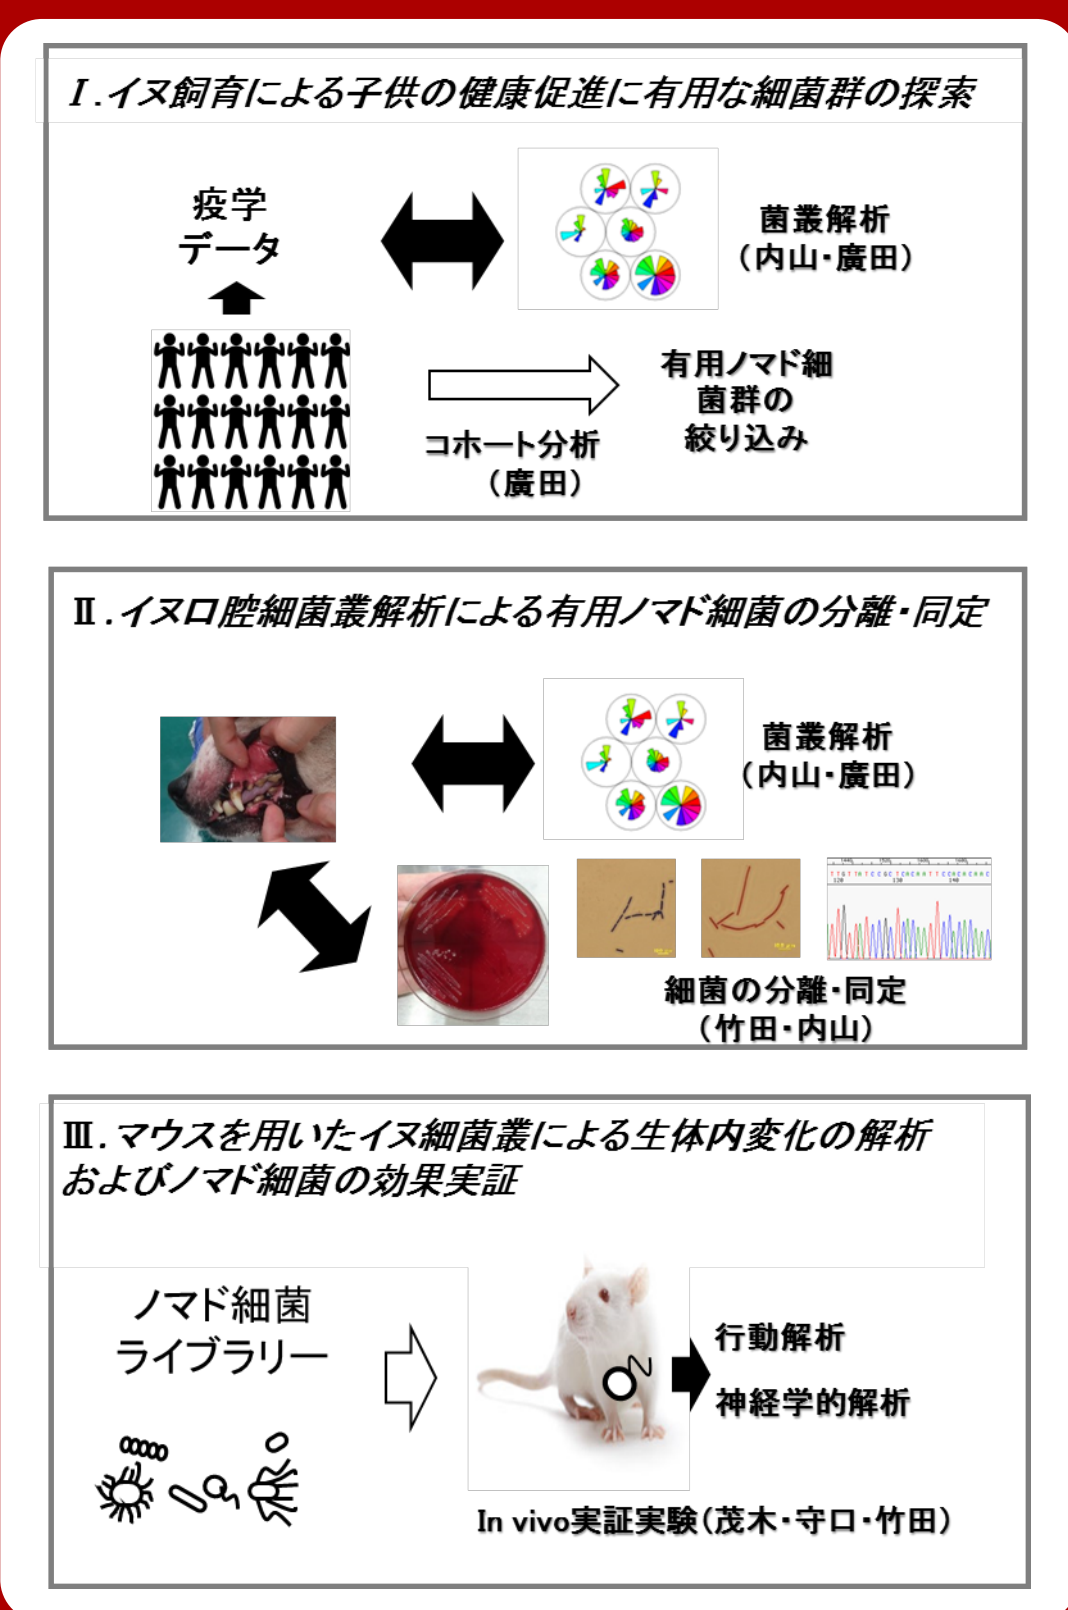 Ⅰ.イヌ飼育による子供の健康促進に有用な細菌群の探索
疫学
データ
菌叢解析
（内山・廣田）
有用ノマド細
菌群の
絞り込み
コホート分析
（廣田）
Ⅱ.イヌ口腔細菌叢解析による有用ノマド細菌の分離・同定
菌叢解析
（内山・廣田）
細菌の分離・同定
（竹田・内山）
Ⅲ.マウスを用いたイヌ細菌叢による生体内変化の解析
およびノマド細菌の効果実証
ノマド細菌
ライブラリー
行動解析
神経学的解析
In vivo実証実験（茂木・守口・竹田）